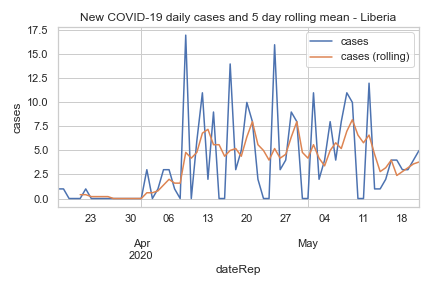 New COVID-19 daily cases and 5 day rolling mean - Liberia
cases
cases (rolling)
17.5
15.0
12.5
10.0
7.5
5.0
2.5
0.0
cases
23 30 06 13 20 27 04 11 18
Apr May
2020
dateRep